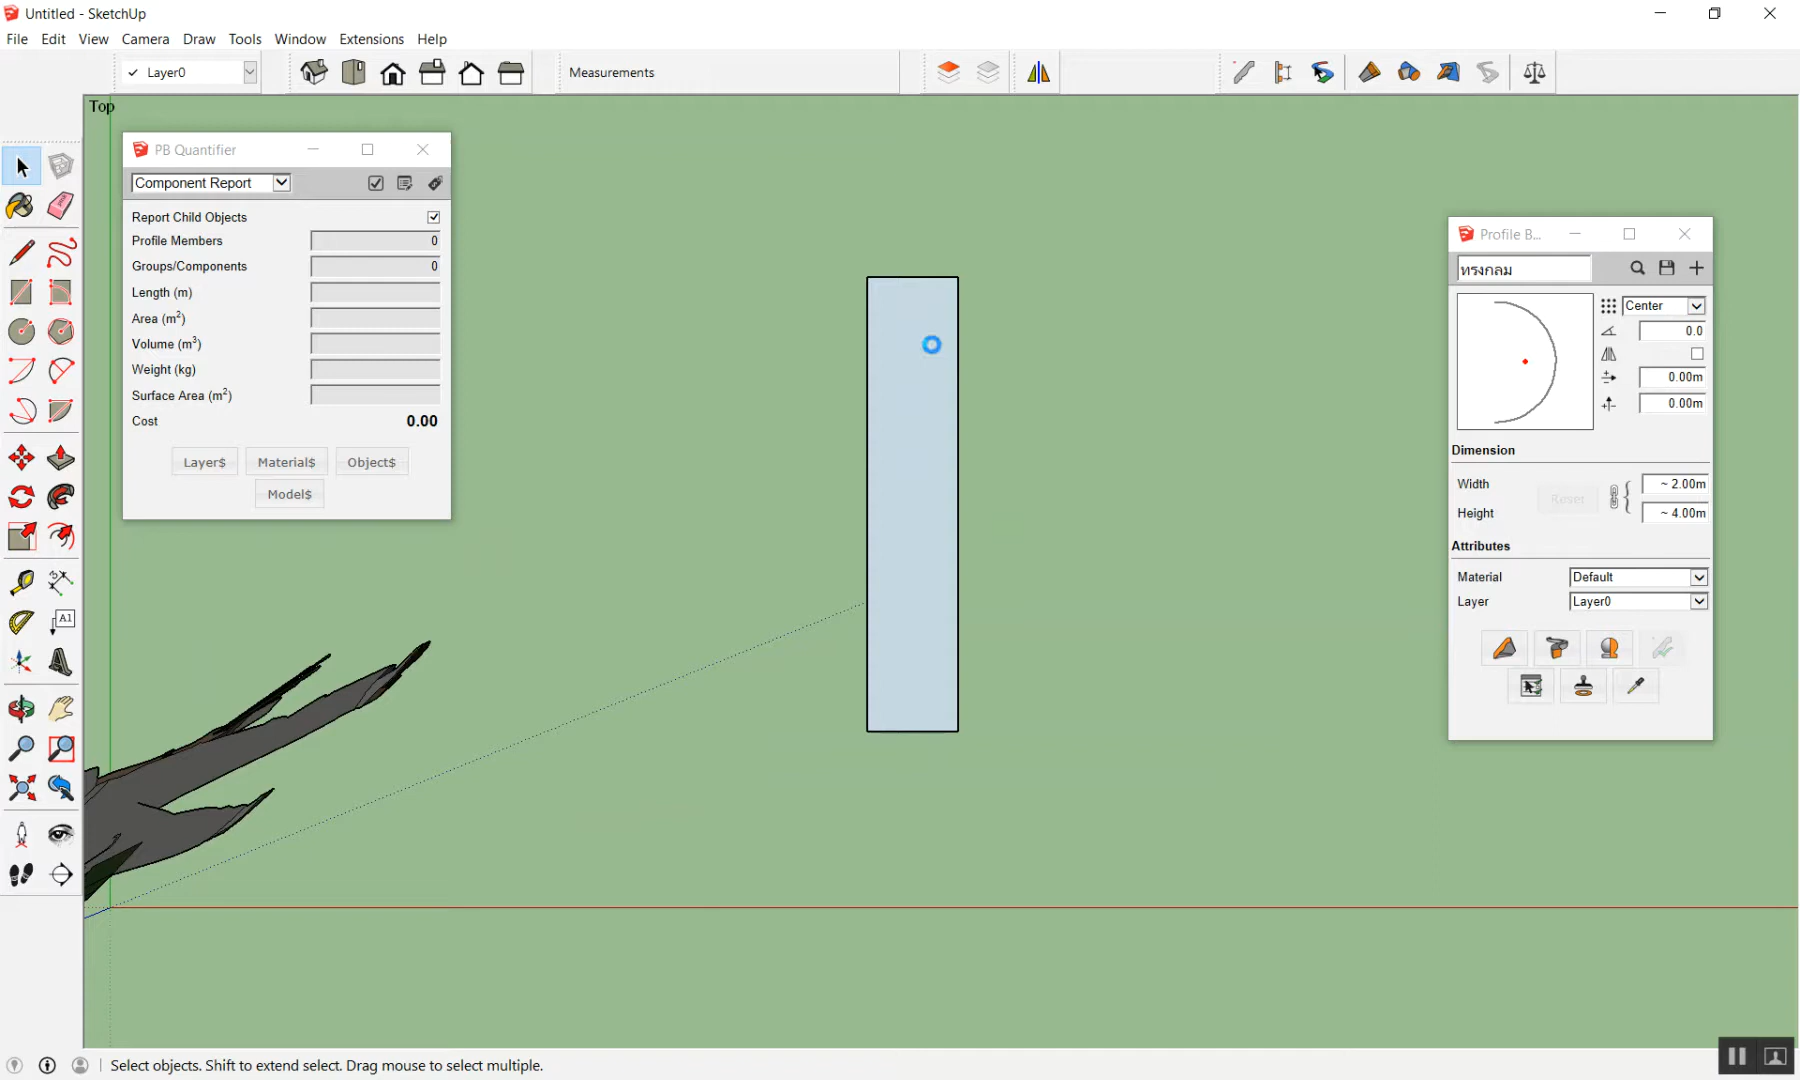 Untitled - SketchUp
File Edit View Camera Draw Tools Window Extensions Help
Layer0
Measurements
Top
PB Quantifier
Component Report
Report Child Objects
Profile Members 0
Groups/Components 0
Length (m)
Area (m²)
Volume (m³)
Weight (kg)
Surface Area (m²)
Cost 0.00
Layer$ Material$ Object$
Model$
Profile B...
ทรงกลม
Center
0.0
0.00m
0.00m
Dimension
Width ~ 2.00m
Reset
Height ~ 4.00m
Attributes
Material Default
Layer Layer0
A1
Select objects. Shift to extend select. Drag mouse to select multiple.